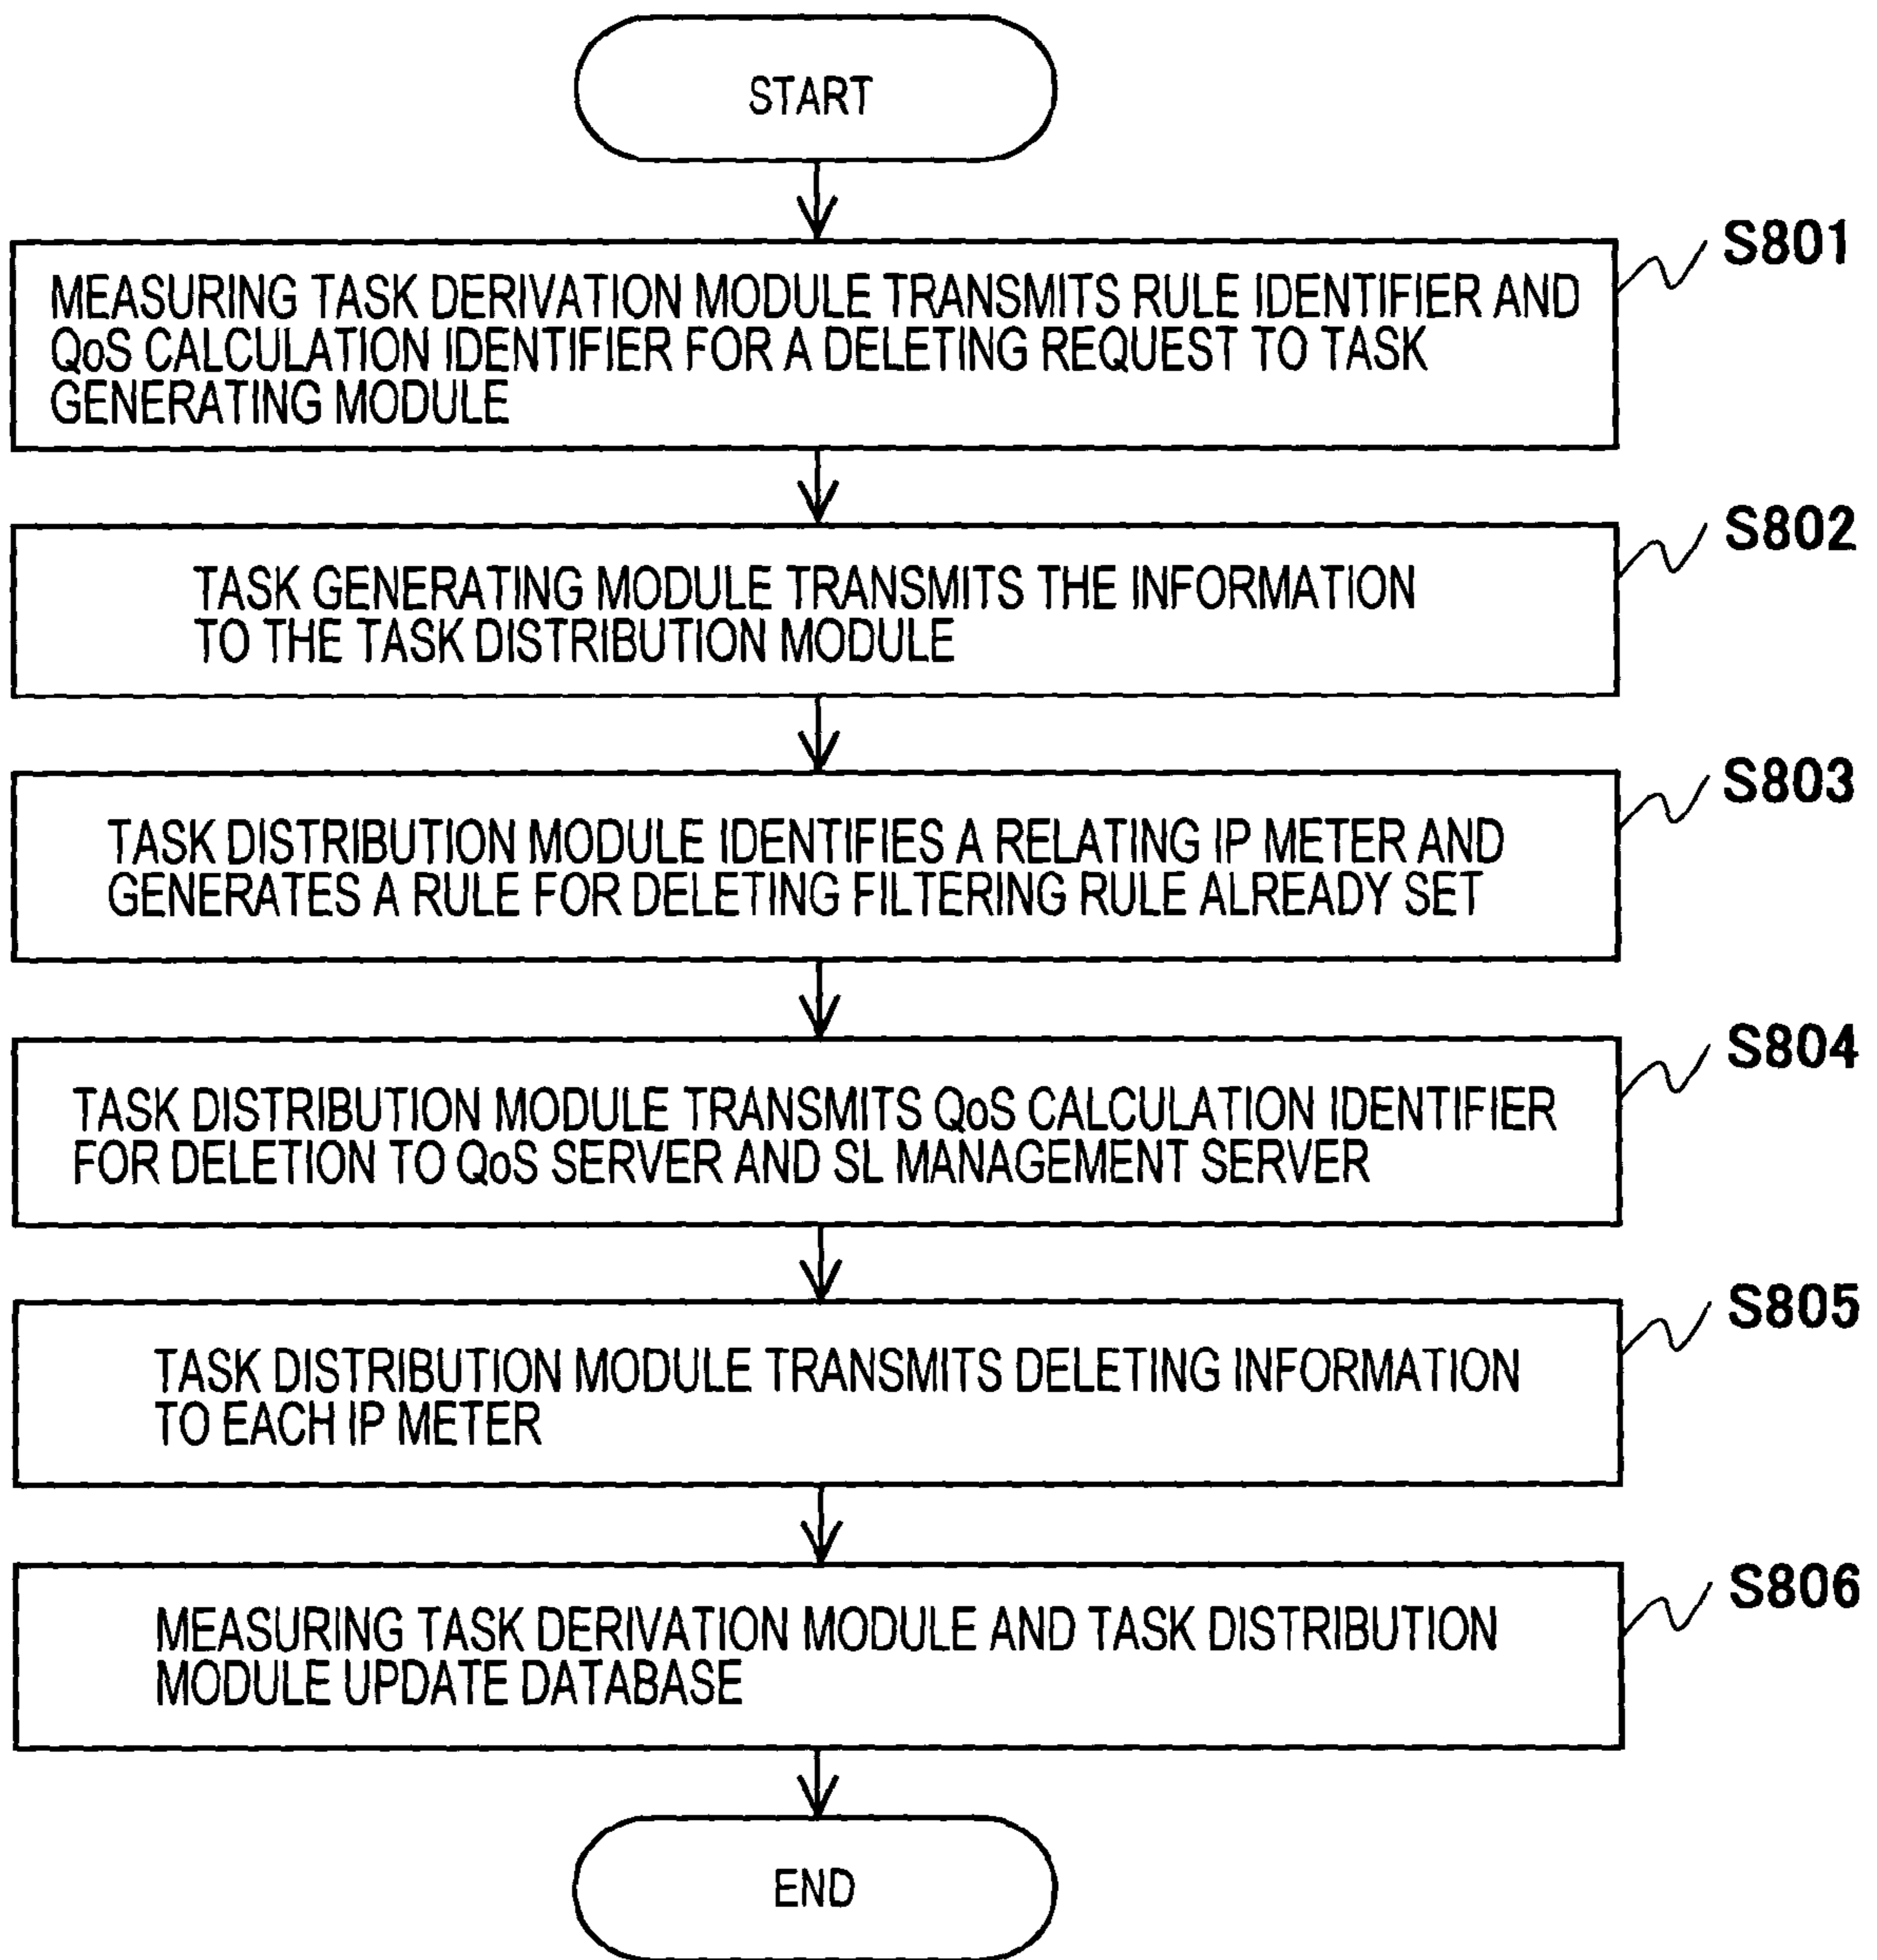 START
S801
MEASURING TASK DERIVATION MODULE TRANSMITS RULE IDENTIFIER AND
QoS CALCULATION IDENTIFIER FOR A DELETING REQUEST TO TASK
GENERATING MODULE
S802
TASK GENERATING MODULE TRANSMITS THE INFORMATION
TO THE TASK DISTRIBUTION MODULE
S803
TASK DISTRIBUTION MODULE IDENTIFIES A RELATING IP METER AND
GENERATES A RULE FOR DELETING FILTERING RULE ALREADY SET
S804
TASK DISTRIBUTION MODULE TRANSMITS QoS CALCULATION IDENTIFIER
FOR DELETION TO QoS SERVER AND SL MANAGEMENT SERVER
S805
TASK DISTRIBUTION MODULE TRANSMITS DELETING INFORMATION
TO EACH IP METER
S806
MEASURING TASK DERIVATION MODULE AND TASK DISTRIBUTION
MODULE UPDATE DATABASE
END